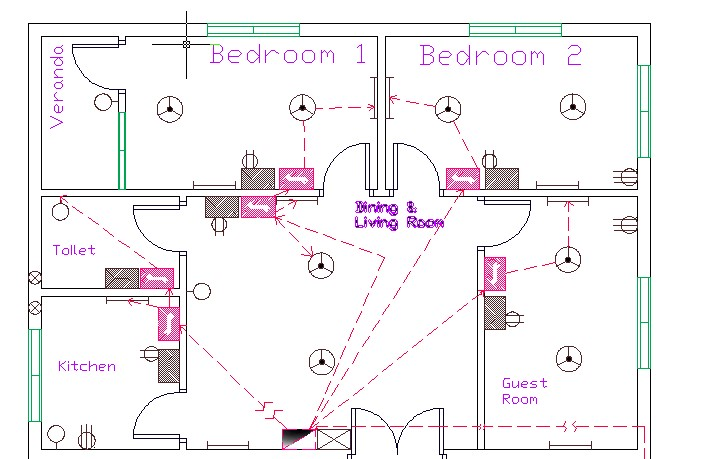 Veranda
Bedroom 1
Bedroom 2
Dining &
Living Room
Toilet
Kitchen
Guest
Room